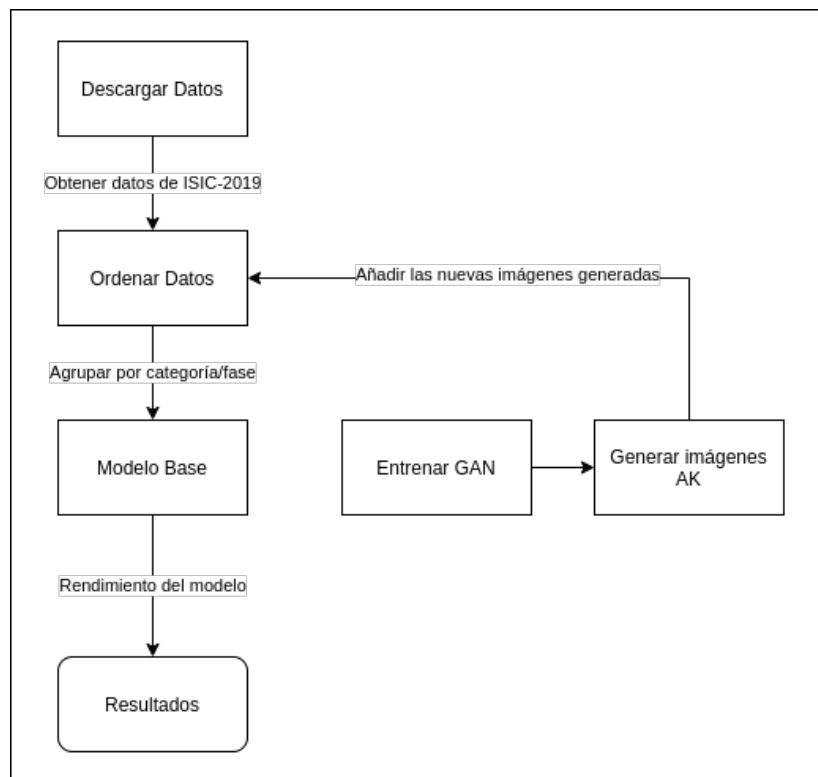 Descargar Datos
Obtener datos de ISIC-2019
Ordenar Datos
Añadir las nuevas imágenes generadas
Agrupar por categoría/fase
Modelo Base
Entrenar GAN
Generar imágenes
AK
Rendimiento del modelo
Resultados